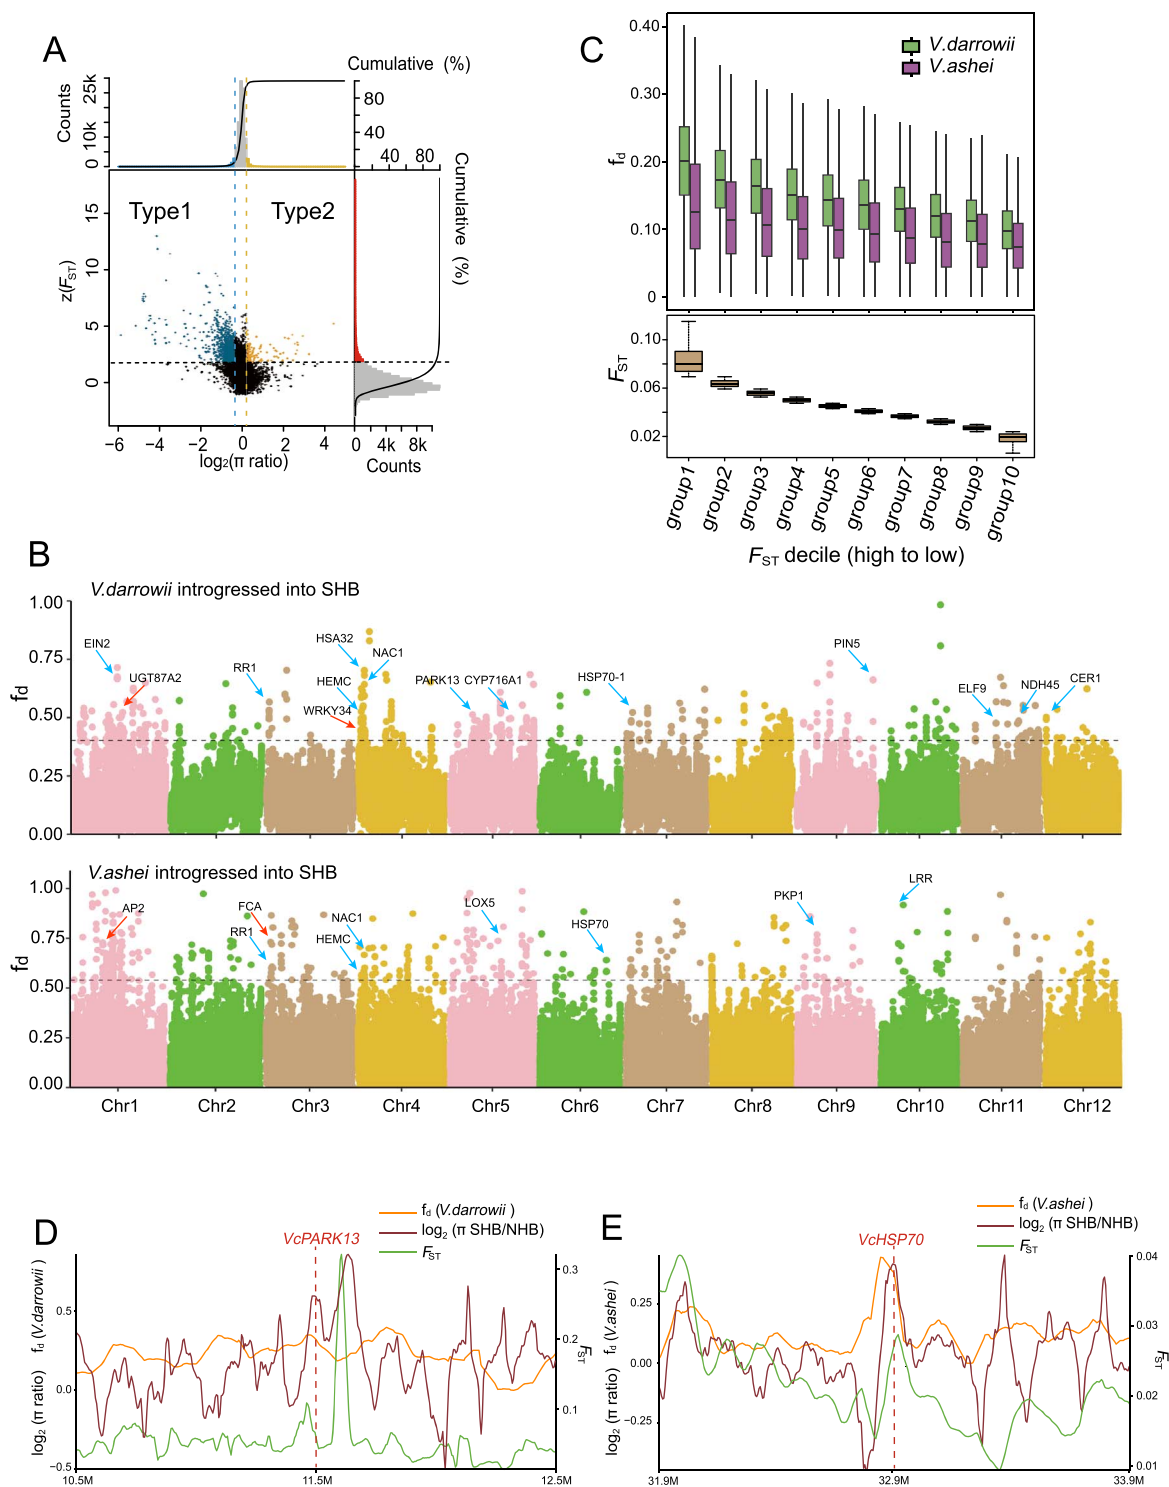 A
Cumulative (%)
Counts
25k
10k
0
80
40
0
40 80
Cumulative (%)
Type1
Type2
z(FST)
15
10
5
0
−6 −4 −2 0 2 4
log2(π ratio)
0 4k 8k
Counts
C
V.darrowii
V.ashei
fd
0.40
0.30
0.20
0.10
0
FST
0.10
0.06
0.02
group1 group2 group3 group4 group5 group6 group7 group8 group9 group10
FST decile (high to low)
B
V.darrowii introgressed into SHB
fd
1.00
0.75
0.50
0.25
0.00
EIN2
UGT87A2
RR1
HSA32
NAC1
HEMC
WRKY34
PARK13
CYP716A1
HSP70-1
PIN5
ELF9
NDH45
CER1
V.ashei introgressed into SHB
fd
1.00
0.75
0.50
0.25
0.00
AP2
FCA
RR1
NAC1
HEMC
LOX5
HSP70
PKP1
LRR
Chr1 Chr2 Chr3 Chr4 Chr5 Chr6 Chr7 Chr8 Chr9 Chr10 Chr11 Chr12
D
fd (V.darrowii )
log2 (π SHB/NHB)
FST
VcPARK13
log2 (π ratio) fd (V.darrowii )
0.5
0.0
−0.5
0.3
0.2
0.1
FST
10.5M 11.5M 12.5M
E
fd (V.ashei )
log2 (π SHB/NHB)
FST
VcHSP70
log2 (π ratio) fd (V.ashei )
0.25
0.00
−0.25
0.04
0.03
0.02
0.01
FST
31.9M 32.9M 33.9M